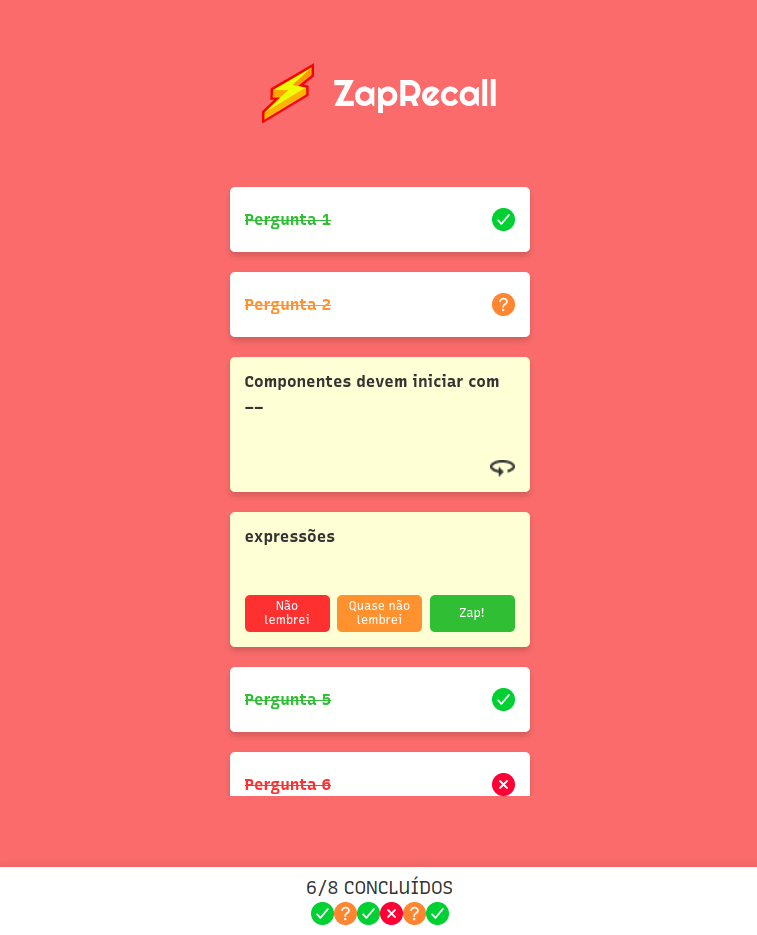 ZapRecall
Pergunta 1
Pergunta 2
Componentes devem iniciar com
__
expressões
Não
lembrei
Quase não
lembrei
Zap!
Pergunta 5
Pergunta 6
6/8 CONCLUÍDOS